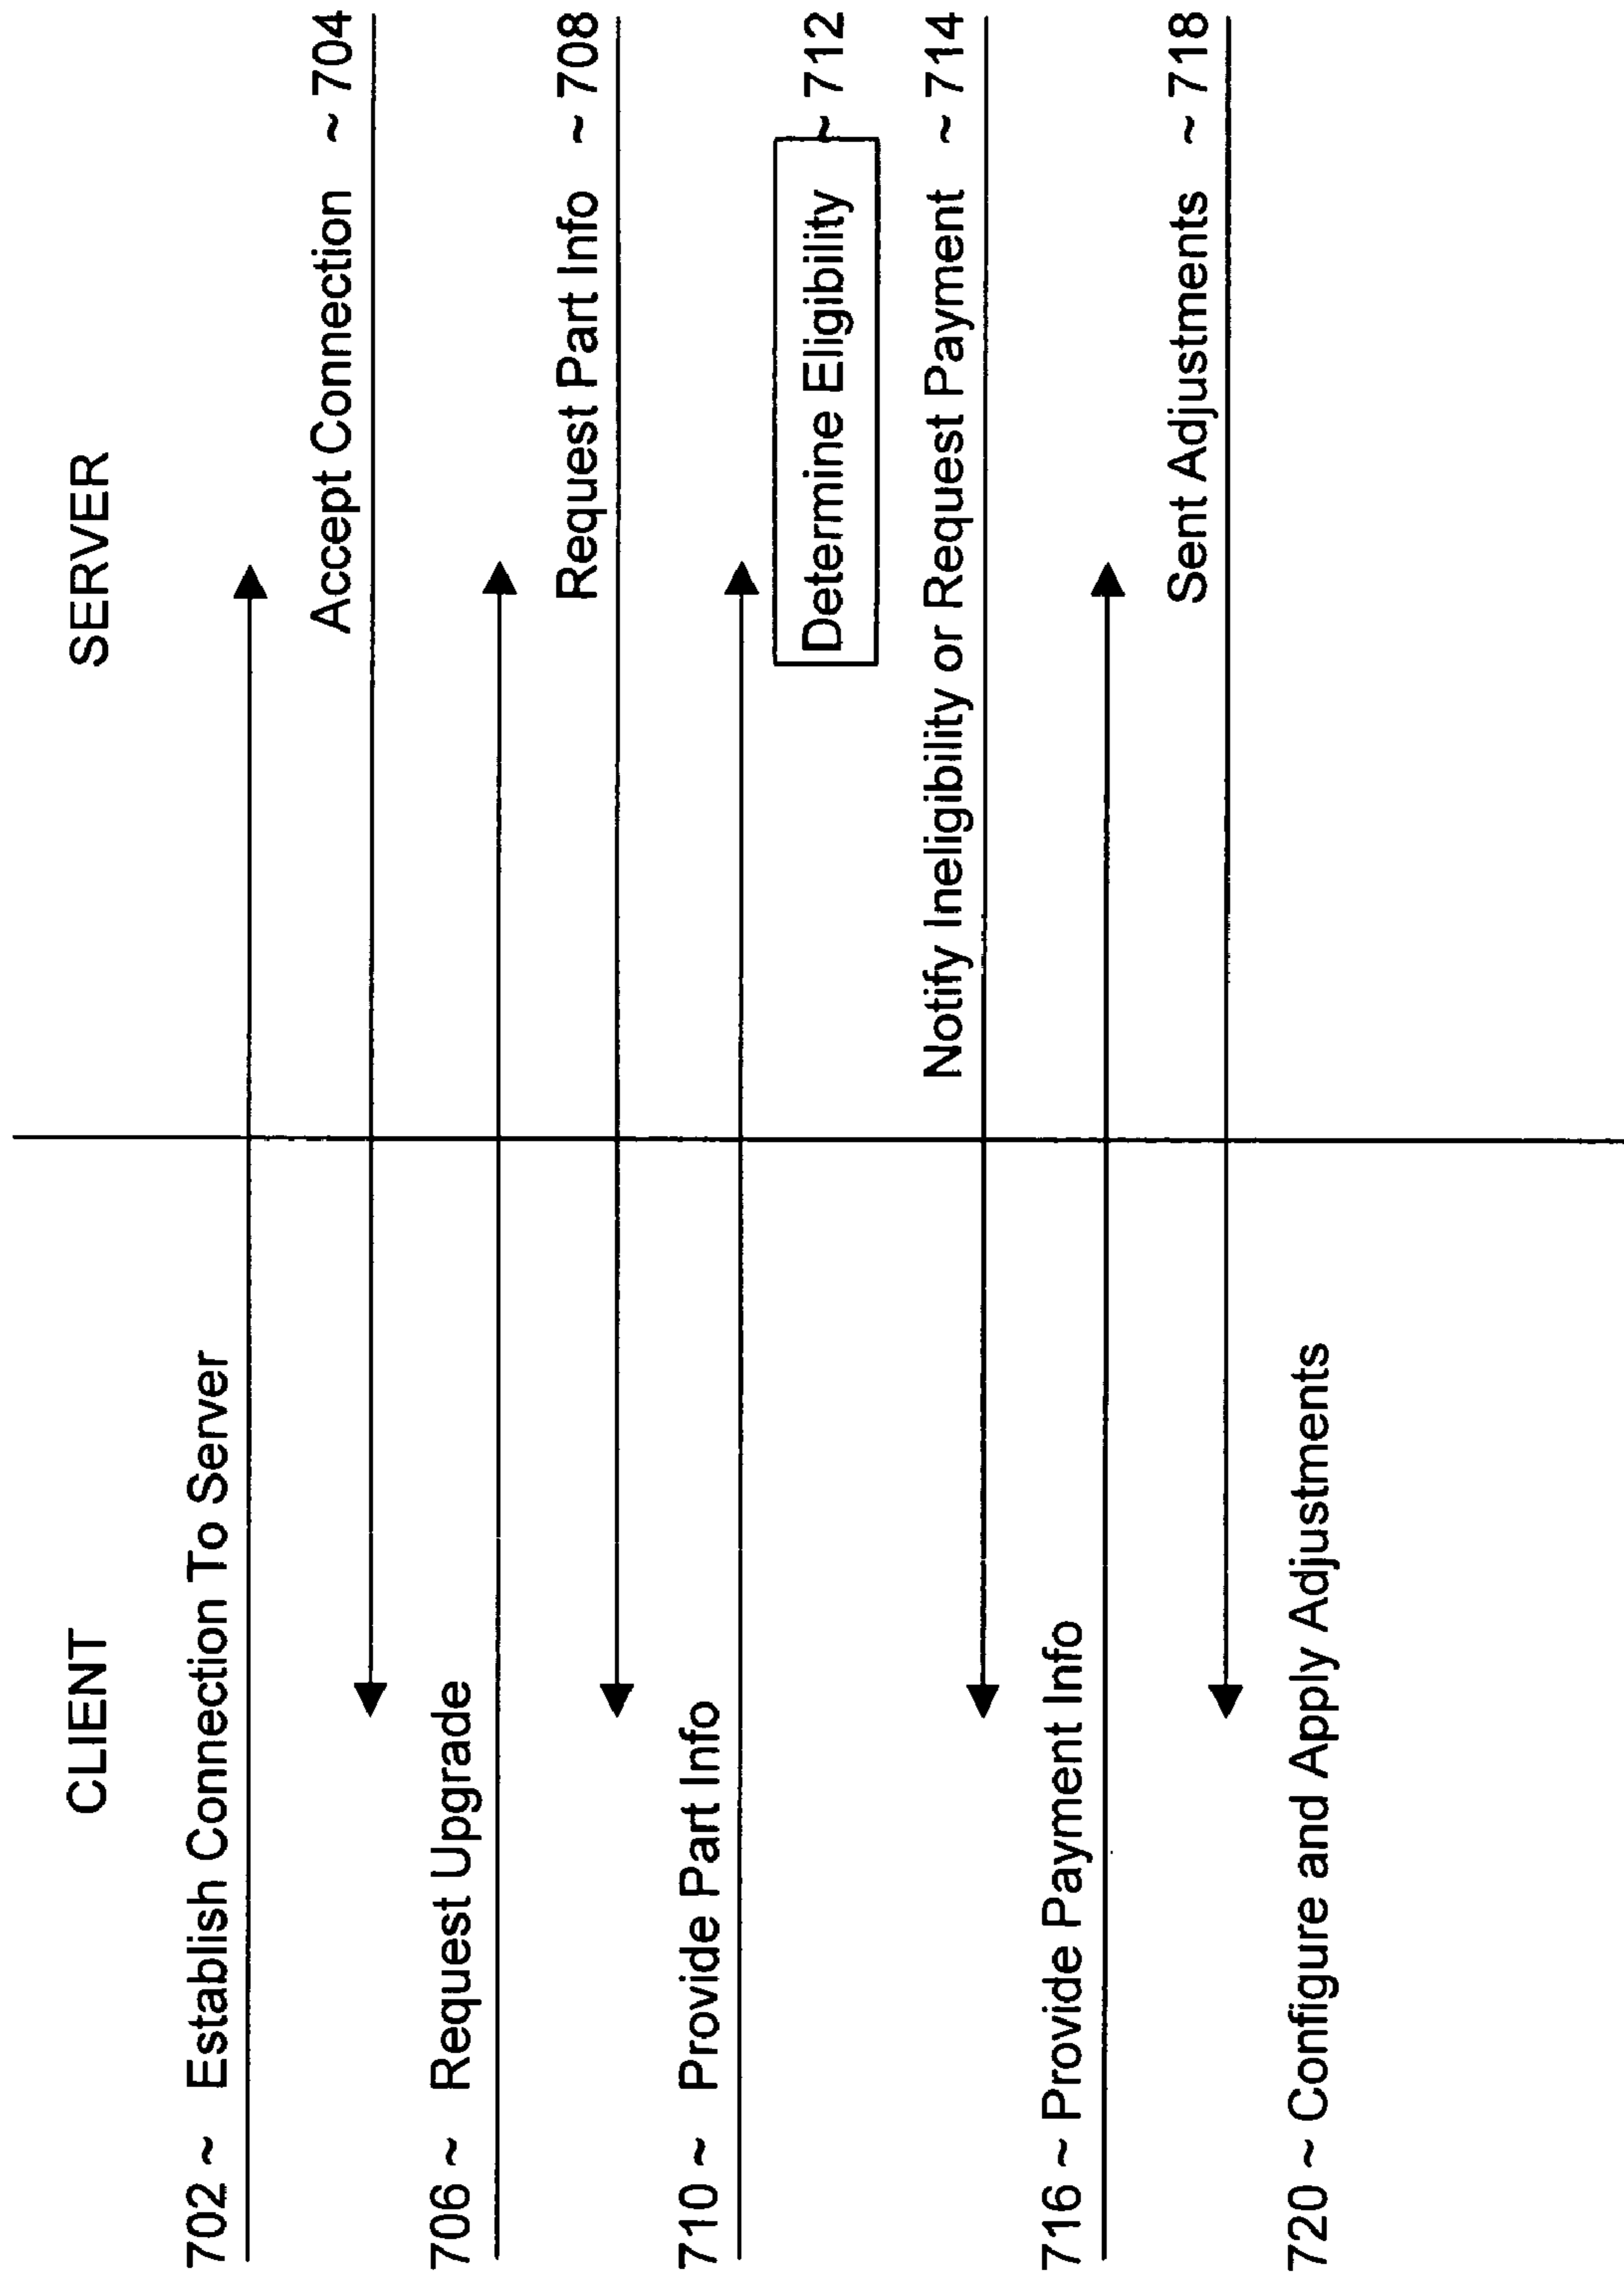 CLIENT
SERVER
702 ~ Establish Connection To Server
Accept Connection ~ 704
706 ~ Request Upgrade
Request Part Info ~ 708
710 ~ Provide Part Info
Determine Eligibility ~ 712
Notify Ineligibility or Request Payment ~ 714
716 ~ Provide Payment Info
Sent Adjustments ~ 718
720 ~ Configure and Apply Adjustments